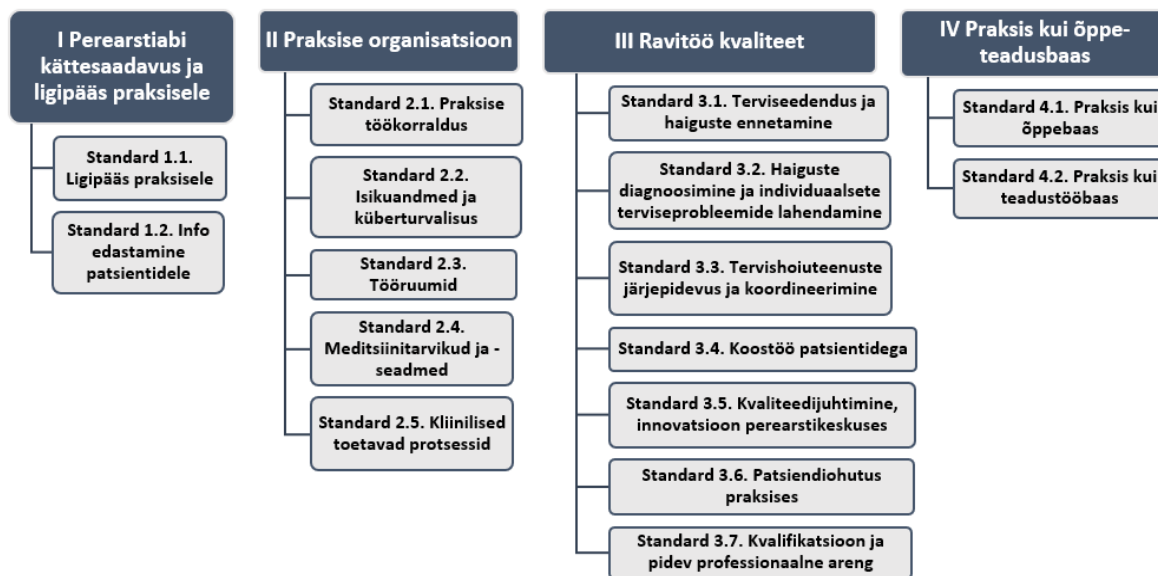 I Perearstiabi
kättesaadavus ja
ligipääs praksisele
Standard 1.1.
Ligipääs praksisele
Standard 1.2. Info
edastamine
patsientidele
II Praksise organisatsioon
Standard 2.1. Praksise
töökorraldus
Standard 2.2.
Isikuandmed ja
küberturvalisus
Standard 2.3.
Tööruumid
Standard 2.4.
Meditsiinitarvikud ja -
seadmed
Standard 2.5. Kliinilised
toetavad protsessid
III Ravitöö kvaliteet
Standard 3.1. Terviseedendus ja
haiguste ennetamine
Standard 3.2. Haiguste
diagnoosimine ja individuaalsete
terviseprobleemide lahendamine
Standard 3.3. Tervishoiuteenuste
järjepidevus ja koordineerimine
Standard 3.4. Koostöö patsientidega
Standard 3.5. Kvaliteedijuhtimine,
innovatsioon perearstikeskuses
Standard 3.6. Patsiendiohutus
praksises
Standard 3.7. Kvalifikatsioon ja
pidev professionaalne areng
IV Praksis kui õppe-
teadusbaas
Standard 4.1. Praksis kui
õppebaas
Standard 4.2. Praksis kui
teadustööbaas